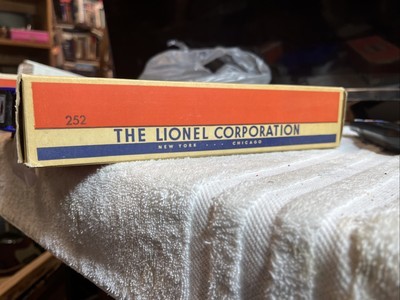 252
THE LIONEL CORPORATION
NEW YORK - - - CHICAGO